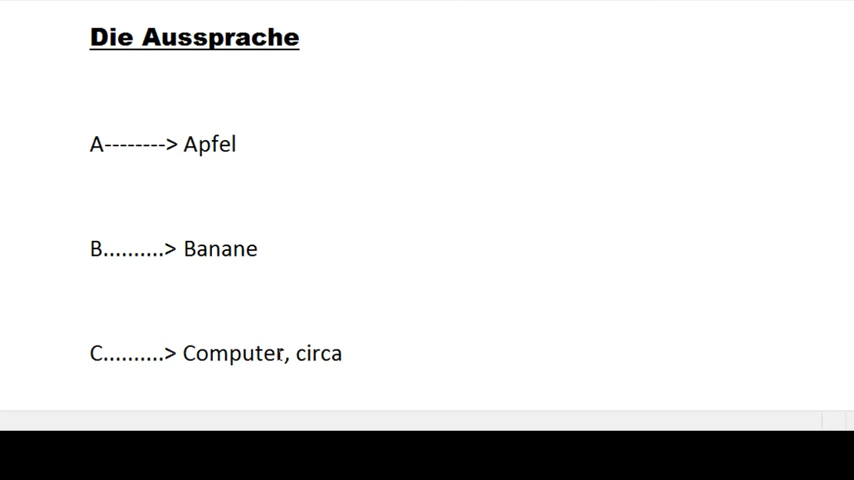 Die Aussprache
A--------> Apfel
B..........> Banane
C..........> Computer, circa